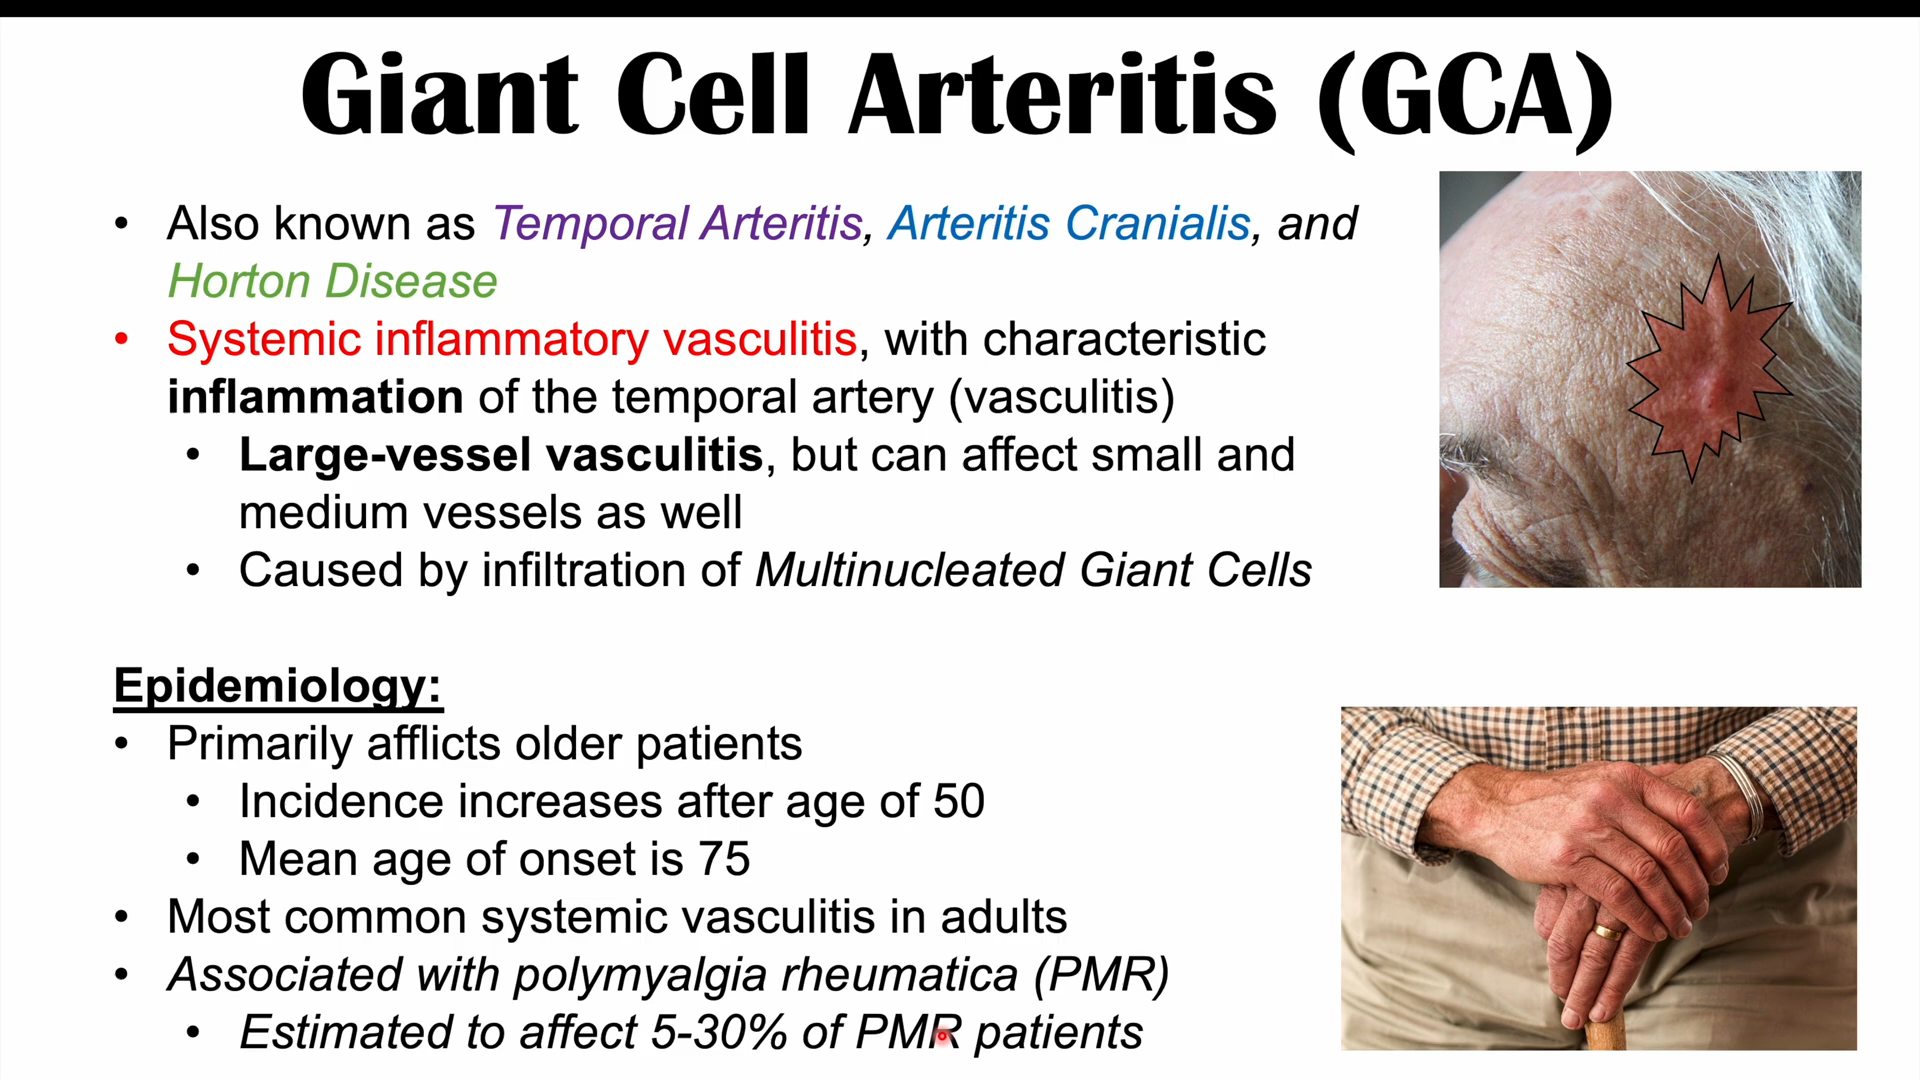 Giant Cell Arteritis (GCA)
• Also known as Temporal Arteritis, Arteritis Cranialis, and
Horton Disease
• Systemic inflammatory vasculitis, with characteristic
inflammation of the temporal artery (vasculitis)
• Large-vessel vasculitis, but can affect small and
medium vessels as well
• Caused by infiltration of Multinucleated Giant Cells
Epidemiology:
• Primarily afflicts older patients
• Incidence increases after age of 50
• Mean age of onset is 75
• Most common systemic vasculitis in adults
• Associated with polymyalgia rheumatica (PMR)
• Estimated to affect 5-30% of PMR patients